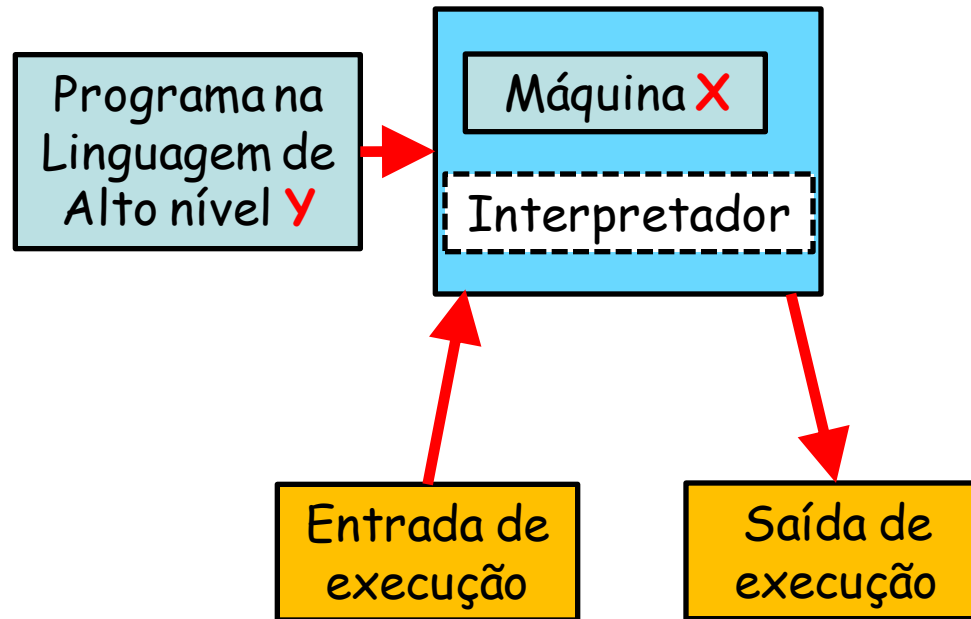 Programa na
Linguagem de
Alto nível Y
Máquina X
Interpretador
Entrada de
execução
Saída de
execução